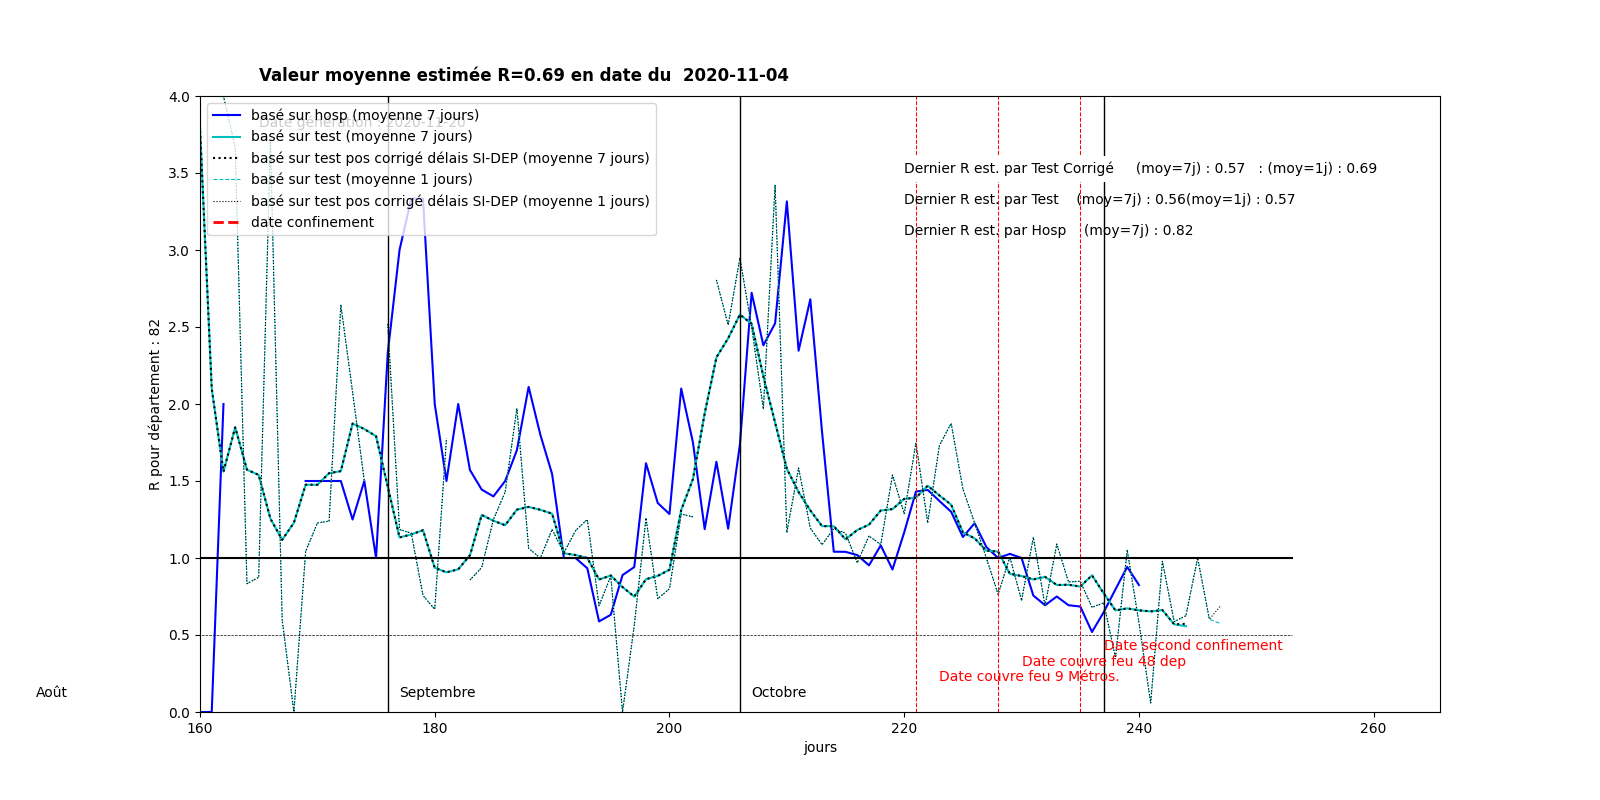 Valeur moyenne estimée R=0.69 en date du  2020-11-04
Date génération : 2020-11-20
basé sur hosp (moyenne 7 jours)
basé sur test (moyenne 7 jours)
basé sur test pos corrigé délais SI-DEP (moyenne 7 jours)
basé sur test (moyenne 1 jours)
basé sur test pos corrigé délais SI-DEP (moyenne 1 jours)
date confinement
Dernier R est. par Test Corrigé     (moy=7j) : 0.57   : (moy=1j) : 0.69
Dernier R est. par Test    (moy=7j) : 0.56(moy=1j) : 0.57
Dernier R est. par Hosp    (moy=7j) : 0.82
4.0
3.5
3.0
2.5
2.0
1.5
1.0
0.5
0.0
R pour département : 82
Date second confinement
Date couvre feu 48 dep
Date couvre feu 9 Métros.
Août
Septembre
Octobre
160
180
200
220
240
260
jours